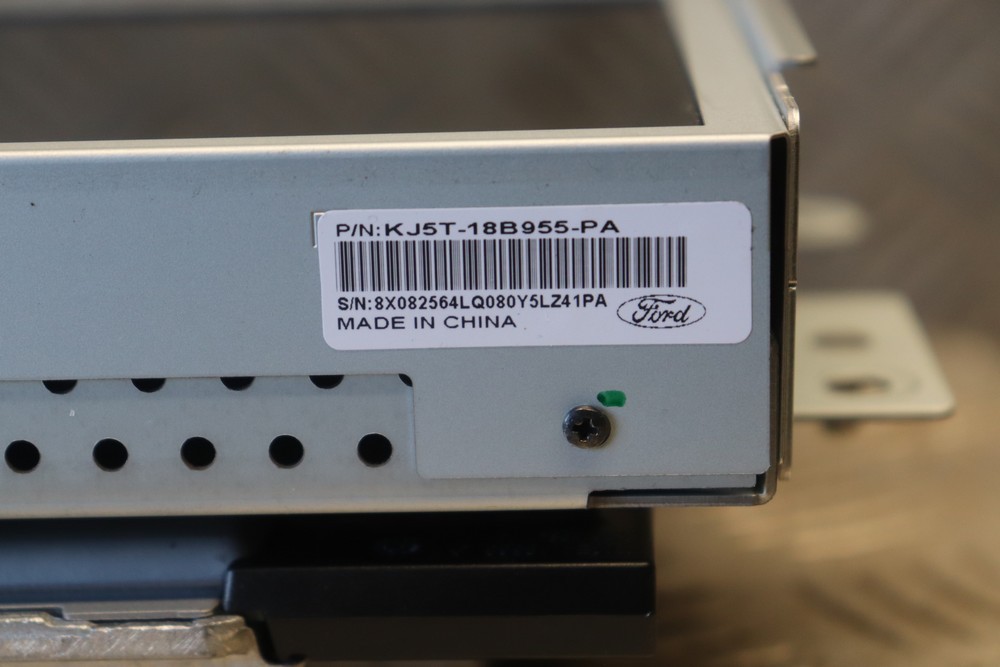 P/N:KJ5T-18B955-PA
S/N:8X082564LQ080Y5LZ41PA
MADE IN CHINA
Ford